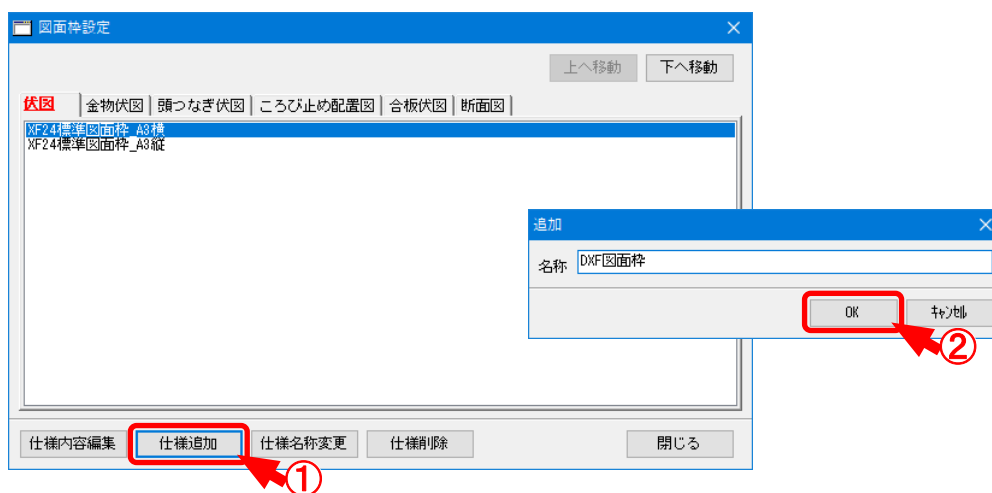 図面枠設定
上へ移動 下へ移動
伏図 金物伏図 頭つなぎ伏図 ころび止め配置図 合板伏図 断面図
XF24標準図面枠_A3横
XF24標準図面枠_A3縦
追加
名称 DXF図面枠
OK ｷｬﾝｾﾙ
②
仕様内容編集 仕様追加 仕様名称変更 仕様削除 閉じる
①